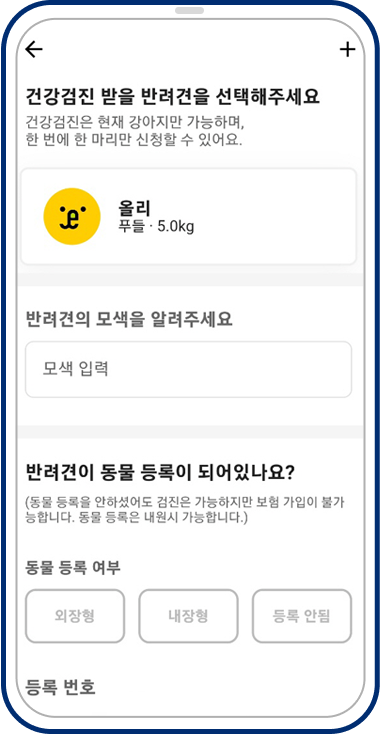 건강검진 받을 반려견을 선택해주세요
건강검진은 현재 강아지만 가능하며,
한 번에 한 마리만 신청할 수 있어요.
올리
푸들 · 5.0kg
반려견의 모색을 알려주세요
모색 입력
반려견이 동물 등록이 되어있나요?
(동물 등록을 안하셨어도 검진은 가능하지만 보험 가입이 불가
능합니다. 동물 등록은 내원시 가능합니다.)
동물 등록 여부
외장형 내장형 등록 안됨
등록 번호